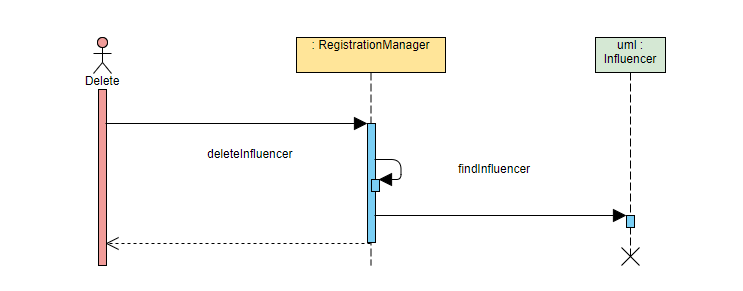 : RegistrationManager
uml :
Influencer
Delete
deleteInfluencer
findInfluencer